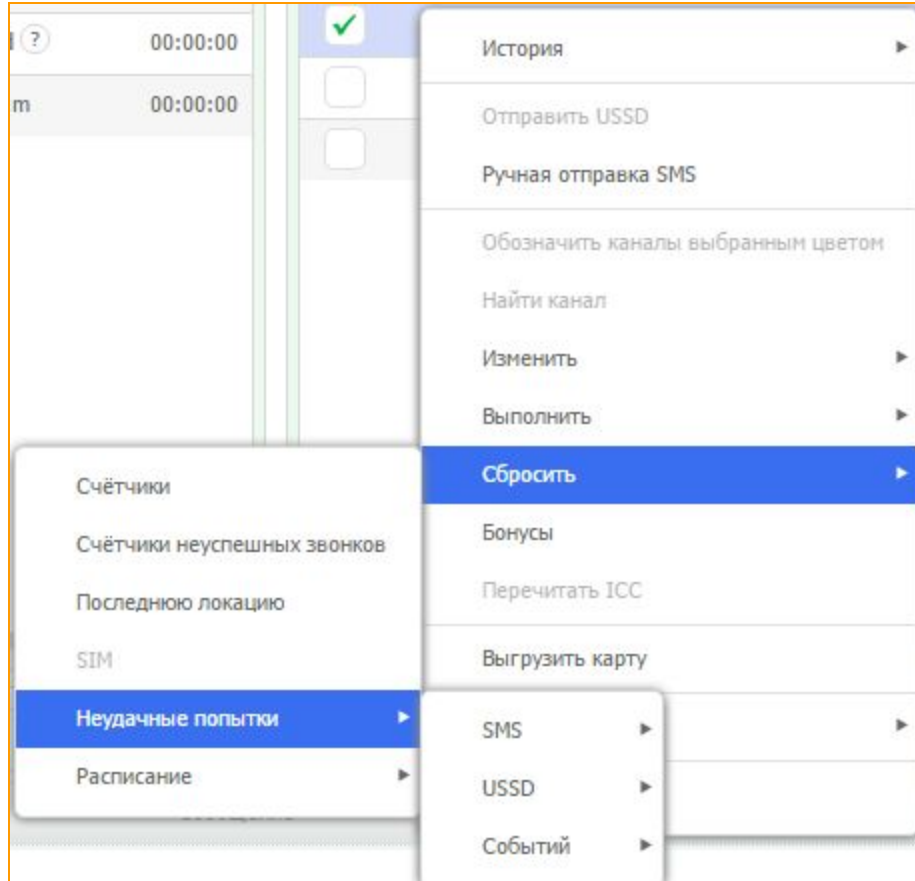 ? 00:00:00
m 00:00:00
История
Отправить USSD
Ручная отправка SMS
Обозначить каналы выбранным цветом
Найти канал
Изменить
Выполнить
Сбросить
Бонусы
Перечитать ICC
Выгрузить карту
Счётчики
Счётчики неуспешных звонков
Последнюю локацию
SIM
Неудачные попытки
Расписание
SMS
USSD
Событий